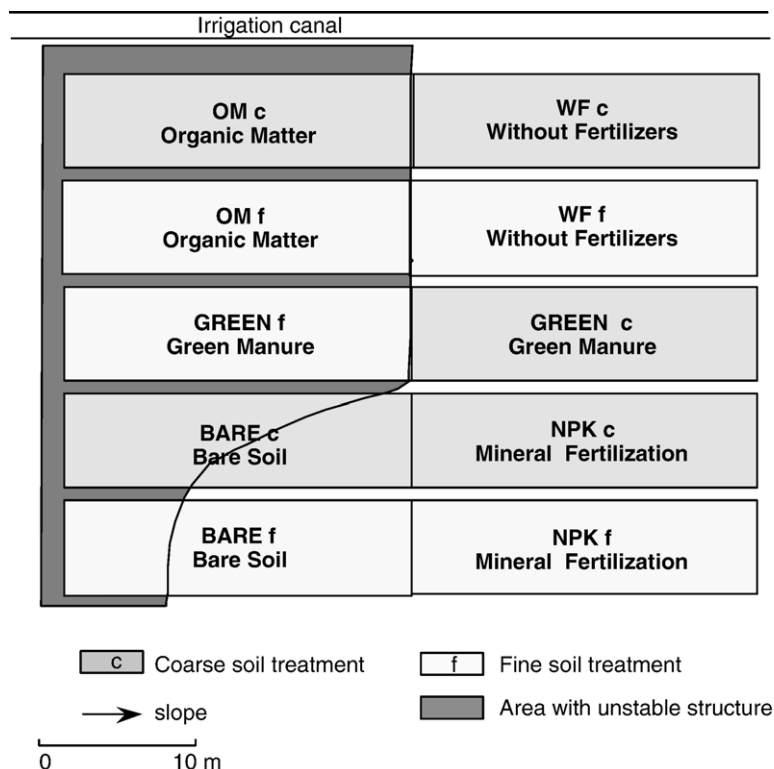 Irrigation canal
OM c
Organic Matter
WF c
Without Fertilizers
OM f
Organic Matter
WF f
Without Fertilizers
GREEN f
Green Manure
GREEN c
Green Manure
BARE c
Bare Soil
NPK c
Mineral Fertilization
BARE f
Bare Soil
NPK f
Mineral Fertilization
c Coarse soil treatment
f Fine soil treatment
slope
Area with unstable structure
0 10 m